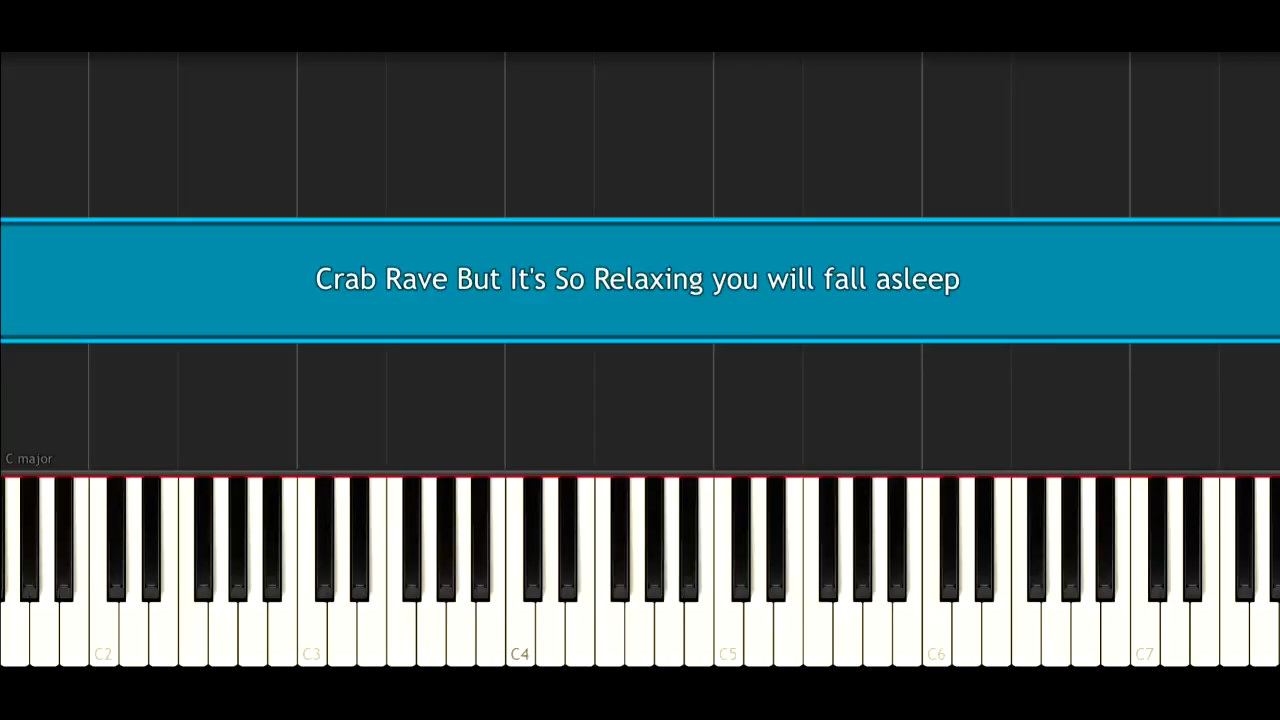 Crab Rave But It's So Relaxing you will fall asleep
C major
C2 C3 C4 C5 C6 C7